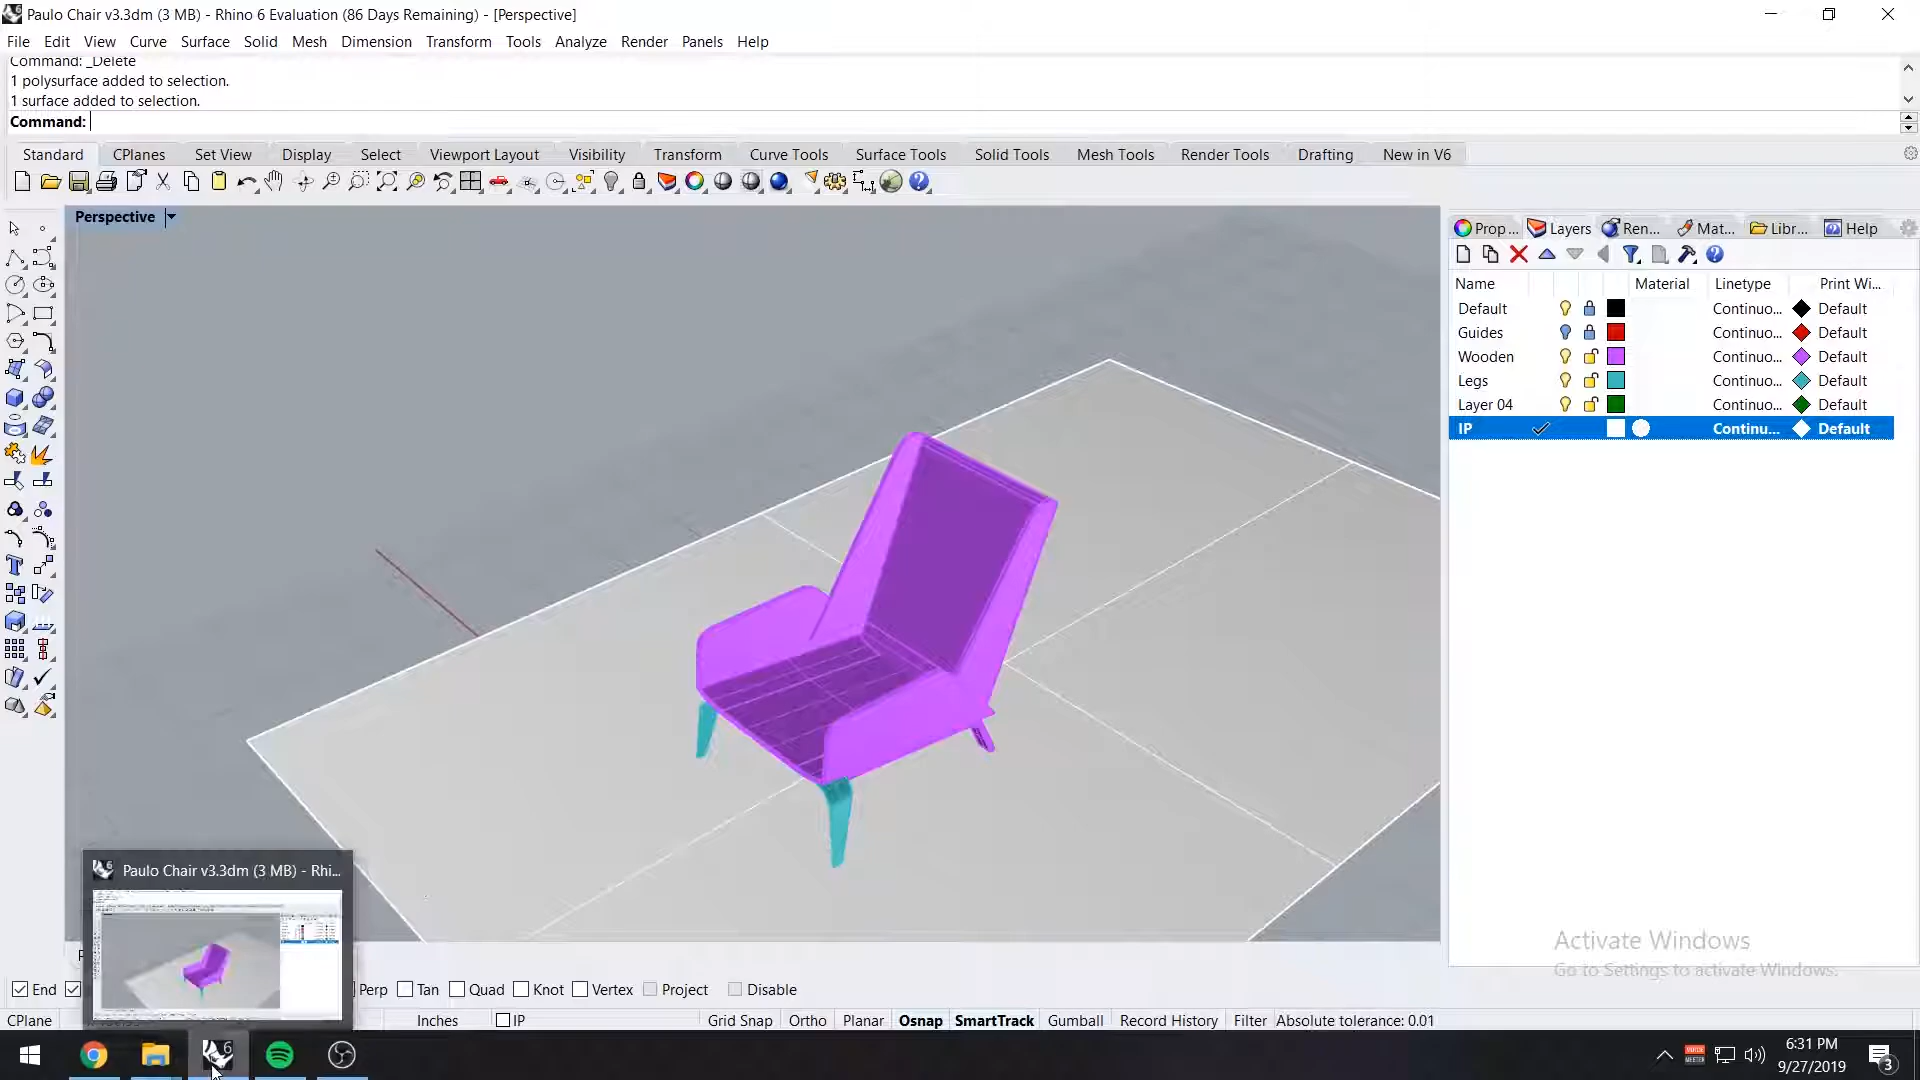 Paulo Chair v3.3dm (3 MB) - Rhino 6 Evaluation (86 Days Remaining) - [Perspective]
File Edit View Curve Surface Solid Mesh Dimension Transform Tools Analyze Render Panels Help
Command: _Delete
1 polysurface added to selection.
1 surface added to selection.
Command:
Standard CPlanes Set View Display Select Viewport Layout Visibility Transform Curve Tools Surface Tools Solid Tools Mesh Tools Render Tools Drafting New in V6
Perspective
Prop... Layers Ren... Mat... Libr... Help
Name Material Linetype Print Wi...
Default Continuo... Default
Guides Continuo... Default
Wooden Continuo... Default
Legs Continuo... Default
Layer 04 Continuo... Default
IP Continu... Default
Paulo Chair v3.3dm (3 MB) - Rhi...
Activate Windows
Go to Settings to activate Windows.
End Perp Tan Quad Knot Vertex Project Disable
CPlane Inches IP Grid Snap Ortho Planar Osnap SmartTrack Gumball Record History Filter Absolute tolerance: 0.01
6
6:31 PM
9/27/2019
3